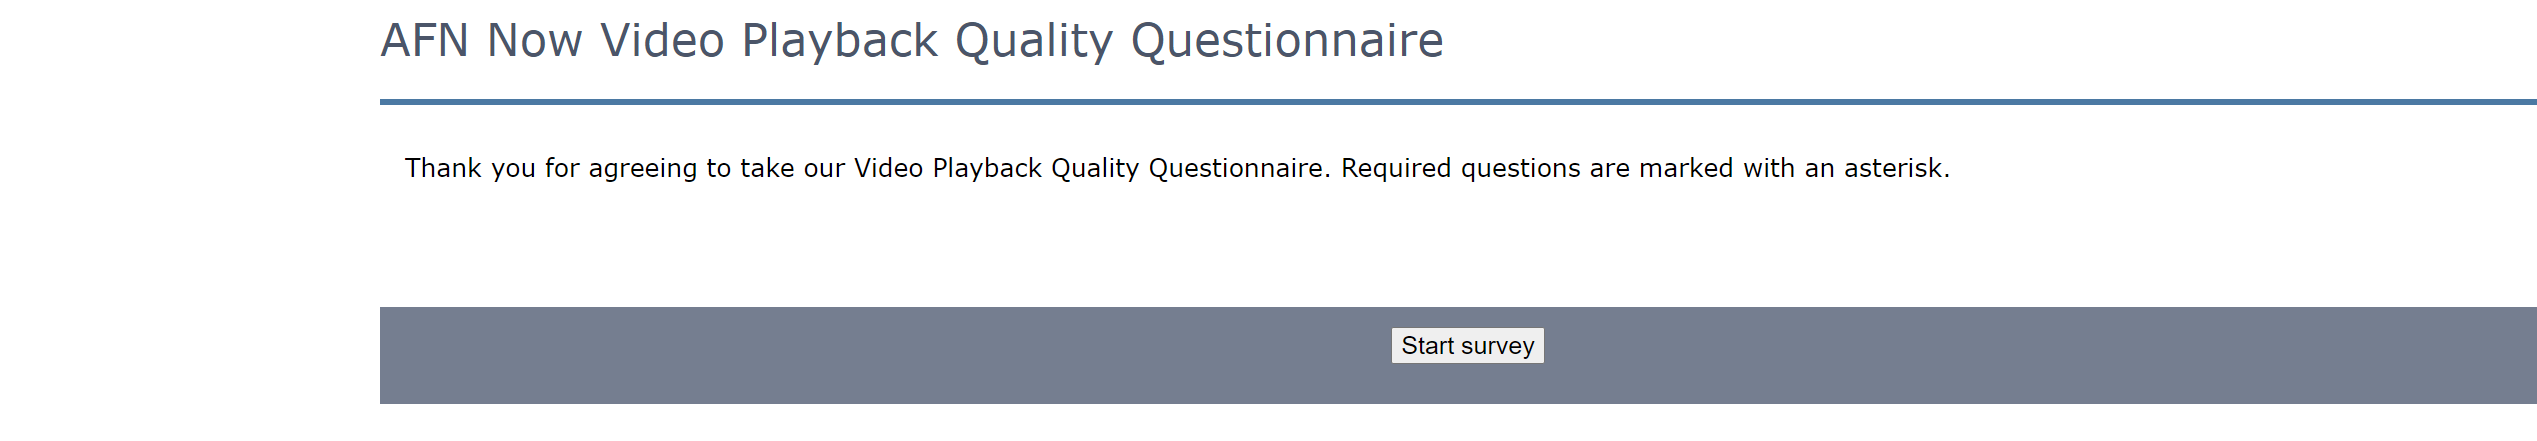 AFN Now Video Playback Quality Questionnaire
Thank you for agreeing to take our Video Playback Quality Questionnaire. Required questions are marked with an asterisk.
Start survey